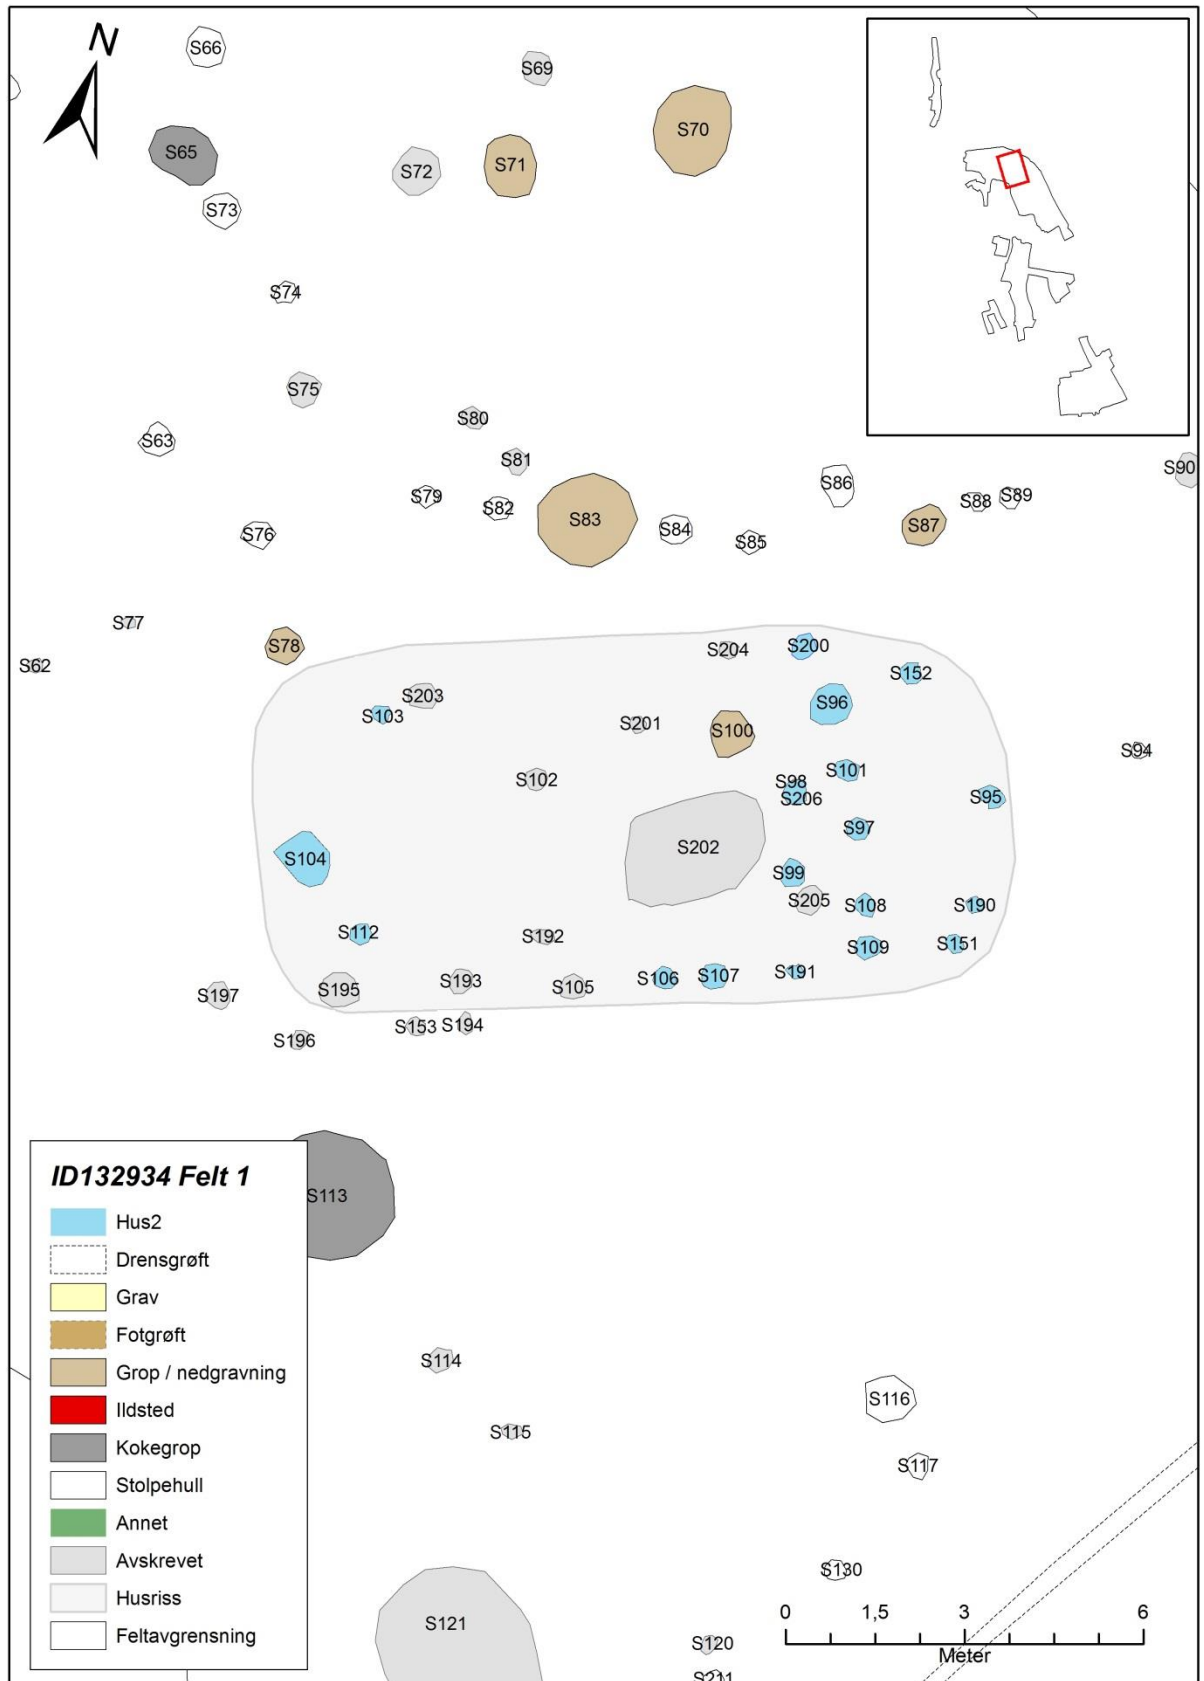 N
S66
S69
S70
S65
S71
S72
S73
S74
S75
S80
S63
S81
S90
S86
S79
S88
S89
S82
S83
S87
S84
S76
S85
S77
S78
S204
S200
S62
S152
S203
S96
S103
S201
S100
S94
S101
S102
S98
S95
S206
S97
S202
S104
S99
S205
S108
S190
S112
S192
S151
S109
S191
S106
S107
S193
S105
S195
S197
S153
S194
S196
S113
ID132934 Felt 1
Hus2
Drensgrøft
Grav
Fotgrøft
Grop / nedgravning
Ildsted
Kokegrop
Stolpehull
Annet
Avskrevet
Husriss
Feltavgrensning
S114
S116
S115
S117
S130
S121
S120
S211
0 1,5 3 6
Meter